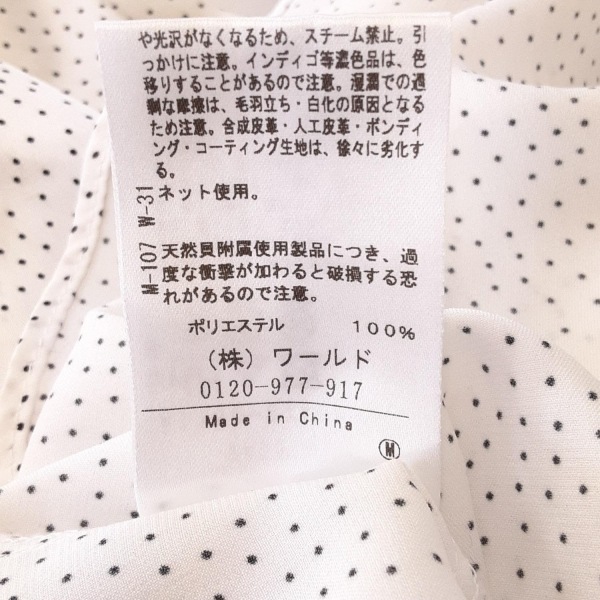 や光沢がなくなるため、スチーム禁止。引
っかけに注意。インディゴ等濃色品は、色
移りすることがあるので注意。湿潤での過
剰な摩擦は、毛羽立ち・白化の原因となる
ため注意。合成皮革・人工皮革・ボンディ
ング・コーティング生地は、徐々に劣化す
る。
W-31 ネット使用。
M-107 天然貝附属使用製品につき、過
度な衝撃が加わると破損する恐
れがあるので注意。
ポリエステル 100%
（株）ワールド
0120-977-917
Made in China
M